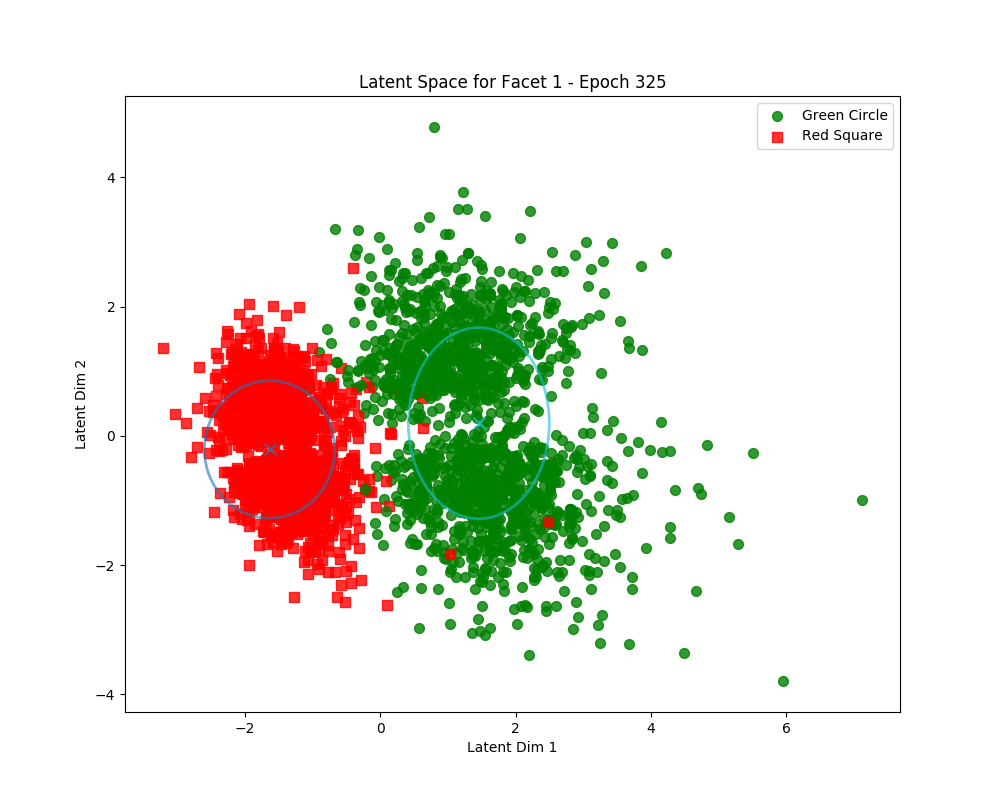 Latent Space for Facet 1 - Epoch 325
Green Circle
Red Square
4
2
0
−2
−4
Latent Dim 2
−2
0
2
4
6
Latent Dim 1